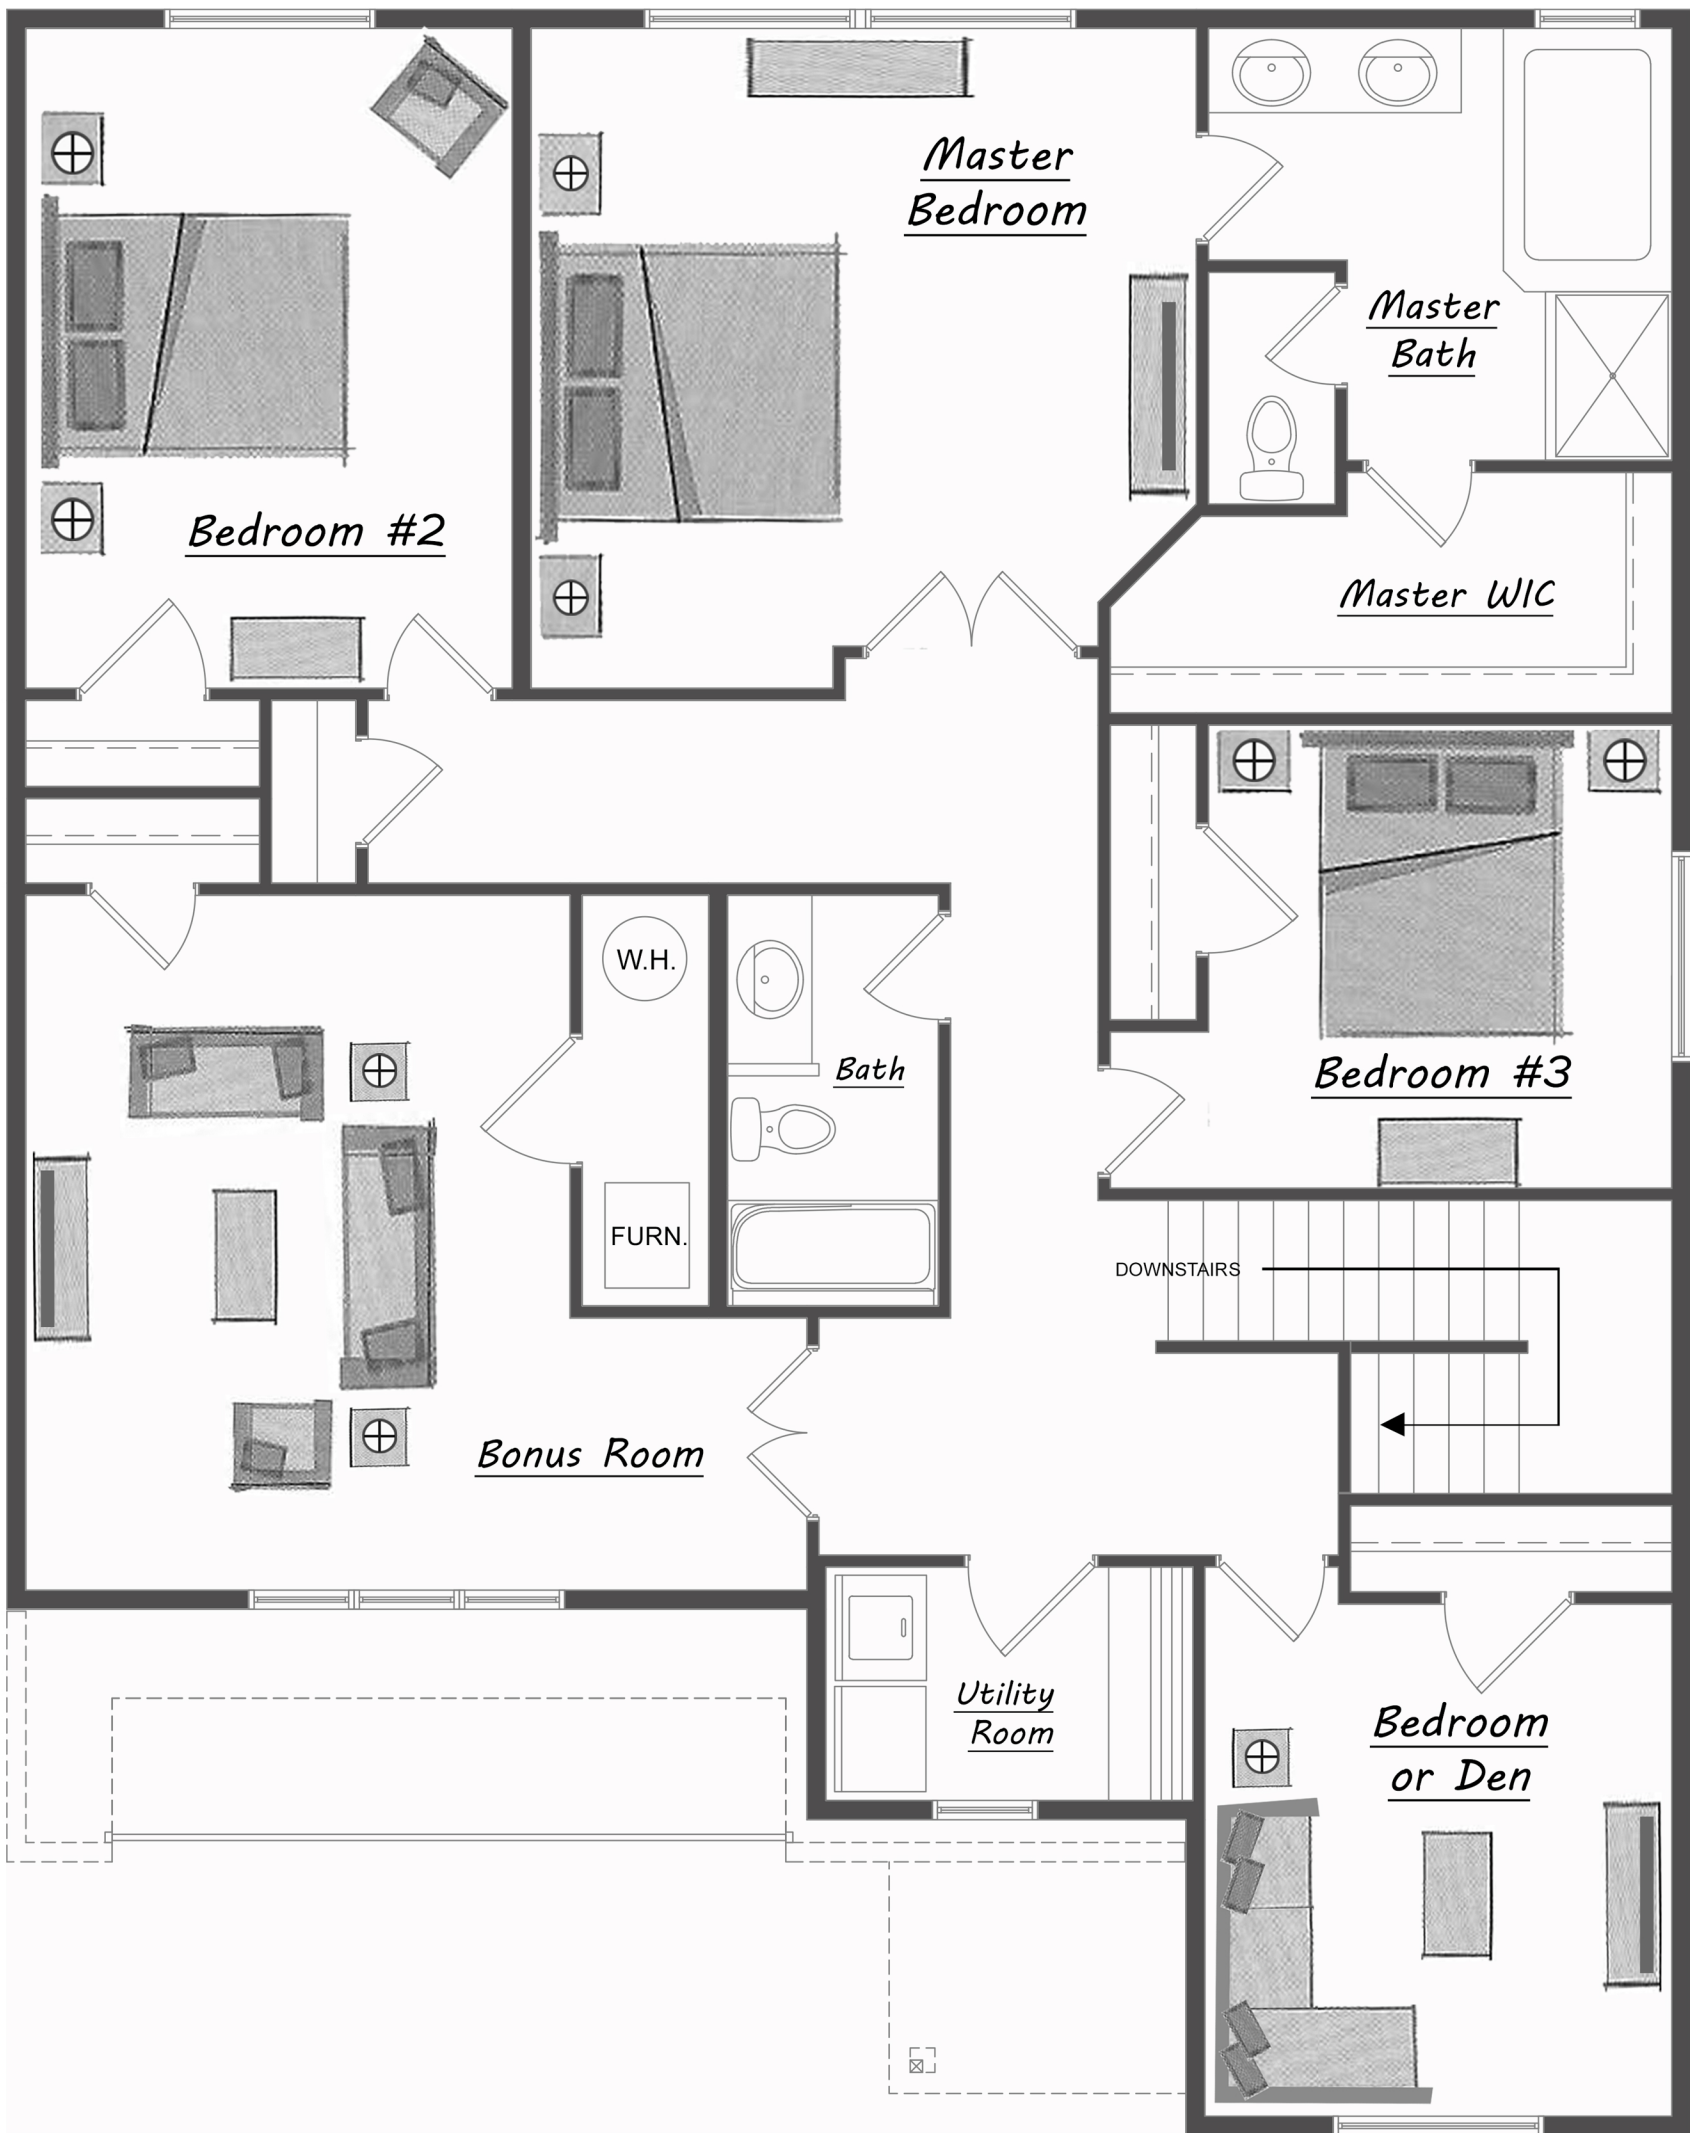 Master
Bedroom
Master
Bath
Bedroom #2
Master WIC
W.H.
Bath
Bedroom #3
FURN.
DOWNSTAIRS
Bonus Room
Utility
Room
Bedroom
or Den